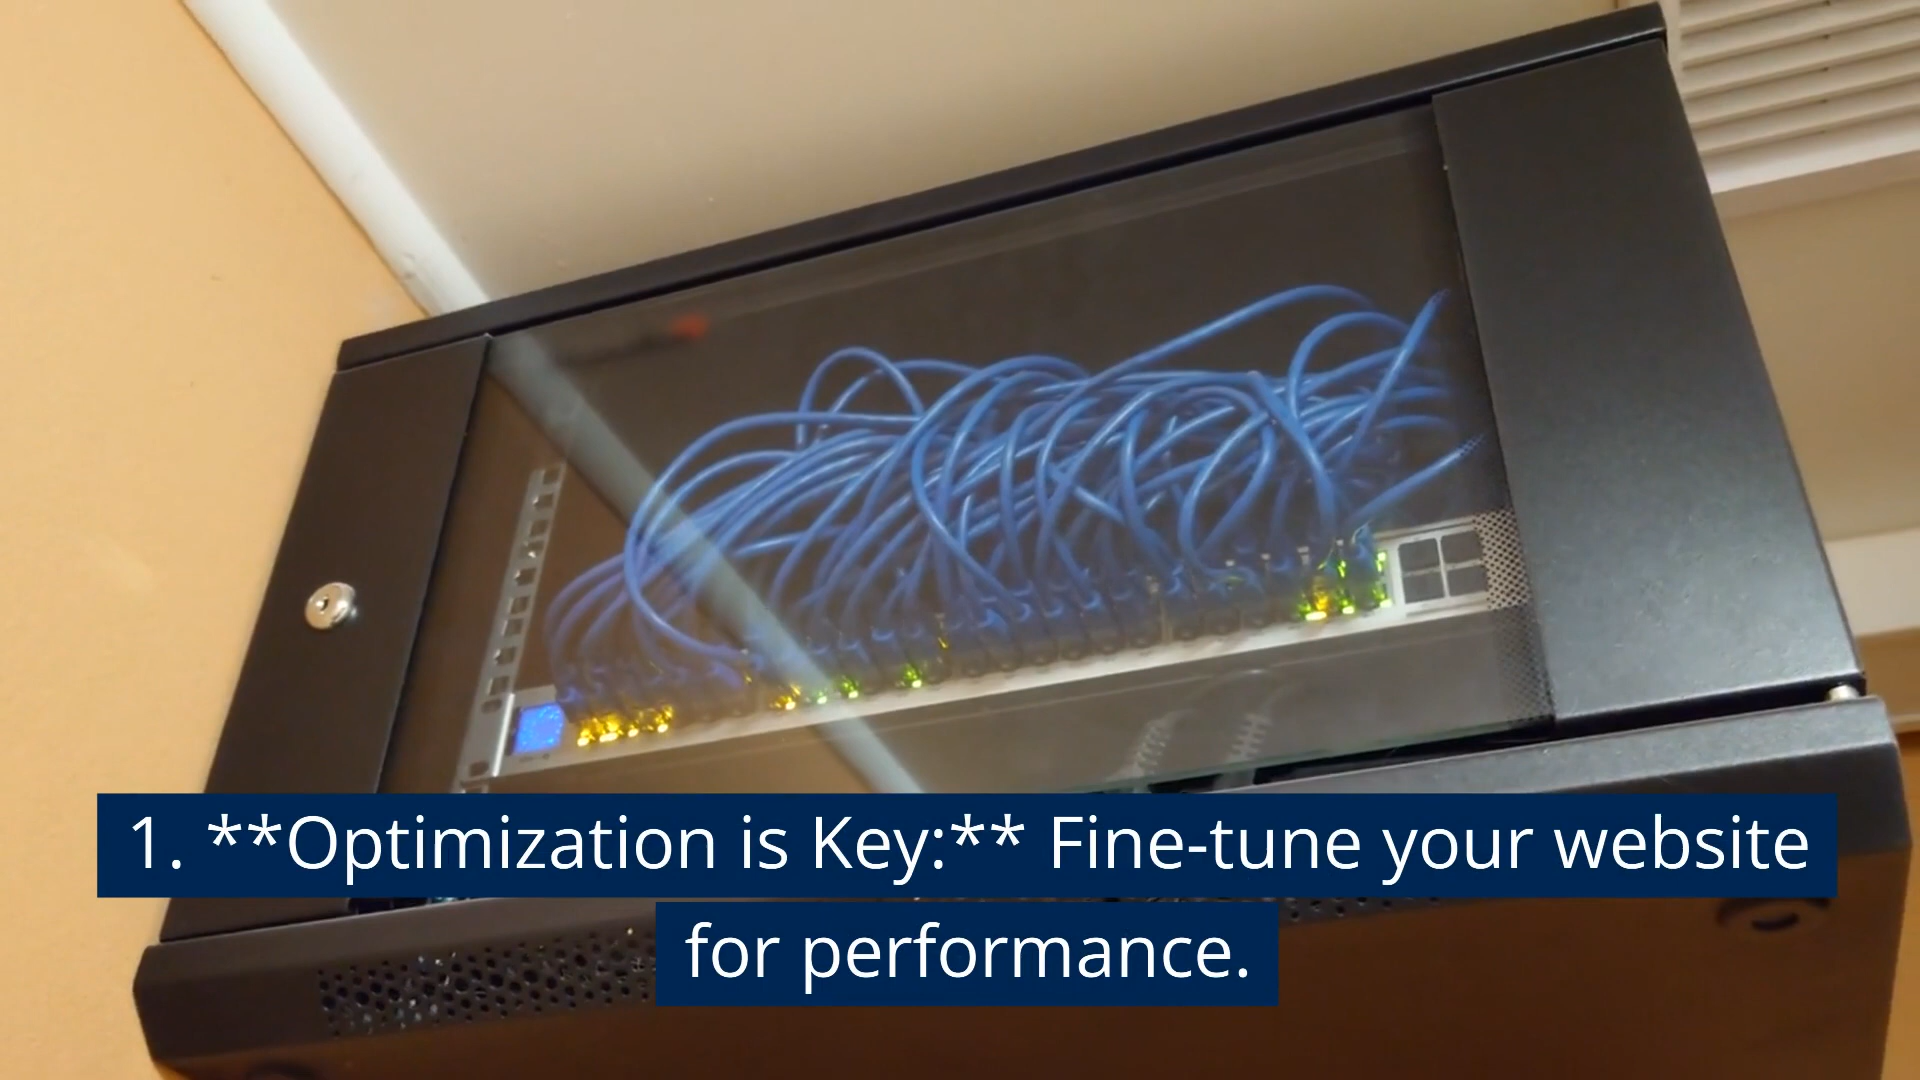 1. **Optimization is Key:** Fine-tune your website
for performance.